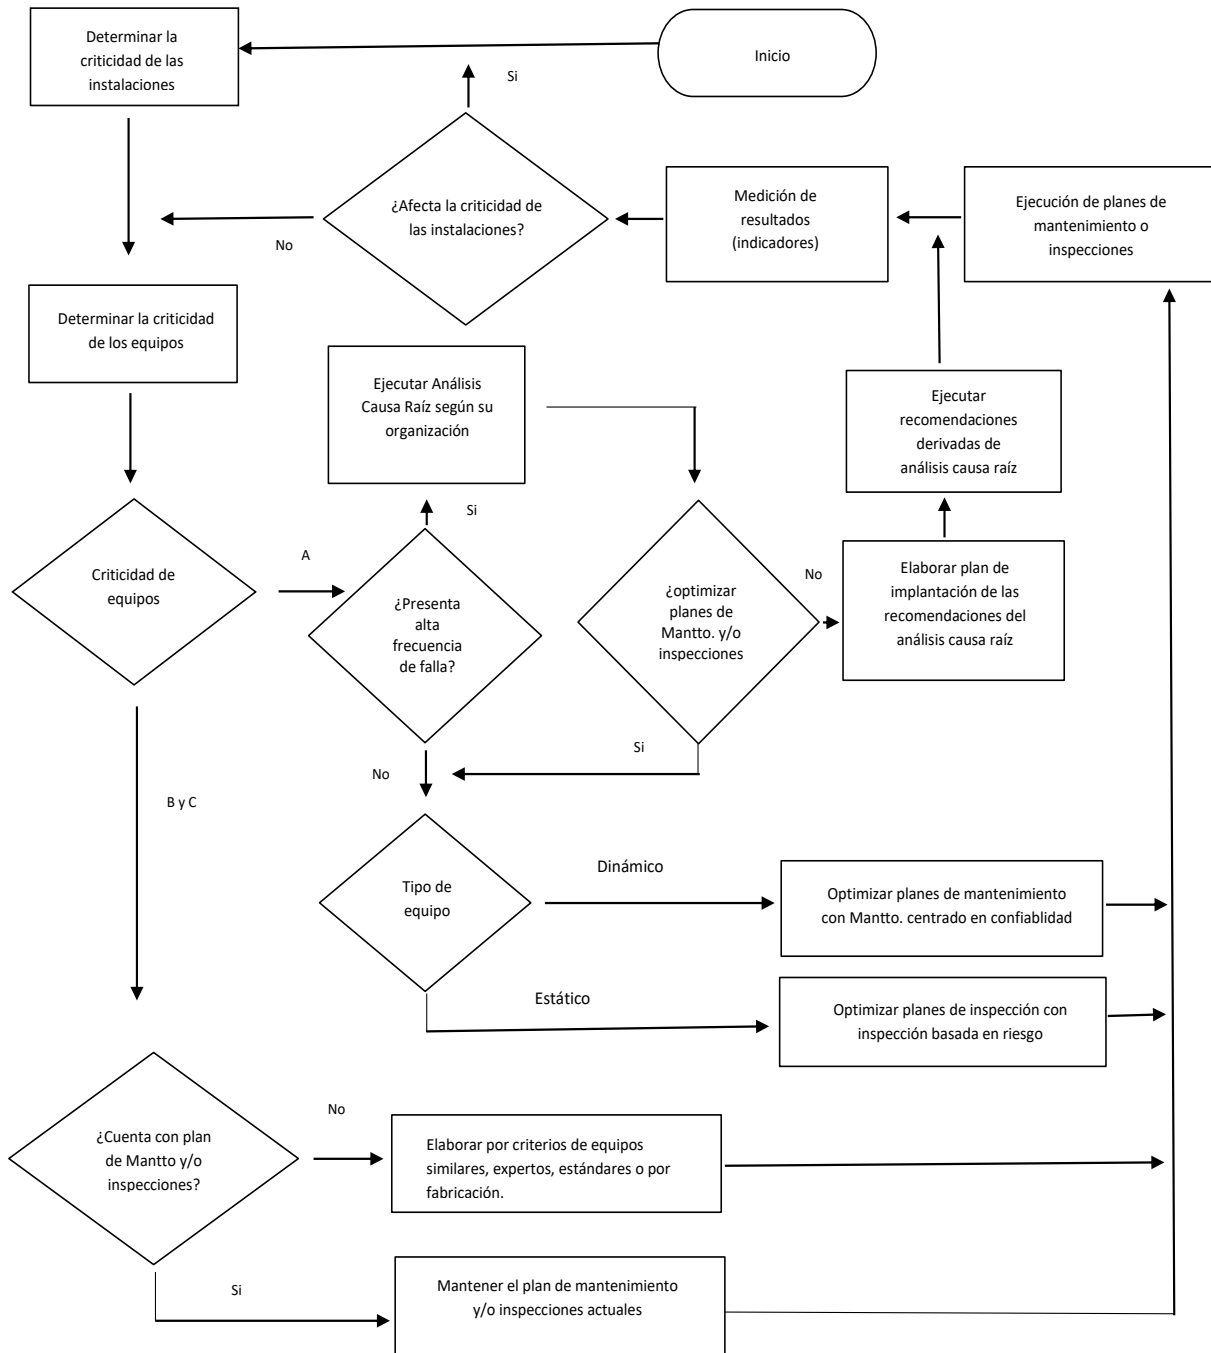 Determinar la
criticidad de las
instalaciones
Inicio
Si
¿Afecta la criticidad de
las instalaciones?
No
Medición de
resultados
(indicadores)
Ejecución de planes de
mantenimiento o
inspecciones
Determinar la criticidad
de los equipos
Ejecutar Análisis
Causa Raíz según su
organización
Ejecutar
recomendaciones
derivadas de
análisis causa raíz
Si
Criticidad de
equipos
A
¿Presenta
alta
frecuencia
de falla?
¿optimizar
planes de
Mantto. y/o
inspecciones
No
Elaborar plan de
implantación de las
recomendaciones del
análisis causa raíz
Si
No
B y C
Tipo de
equipo
Dinámico
Optimizar planes de mantenimiento
con Mantto. centrado en confiablidad
Estático
Optimizar planes de inspección con
inspección basada en riesgo
¿Cuenta con plan
de Mantto y/o
inspecciones?
No
Elaborar por criterios de equipos
similares, expertos, estándares o por
fabricación.
Si
Mantener el plan de mantenimiento
y/o inspecciones actuales